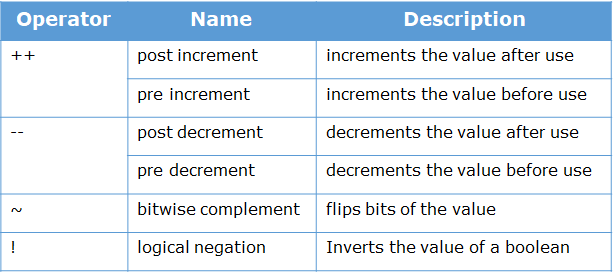 Operator Name Description
++ post increment increments the value after use
pre increment increments the value before use
-- post decrement decrements the value after use
pre decrement decrements the value before use
~ bitwise complement flips bits of the value
! logical negation Inverts the value of a boolean